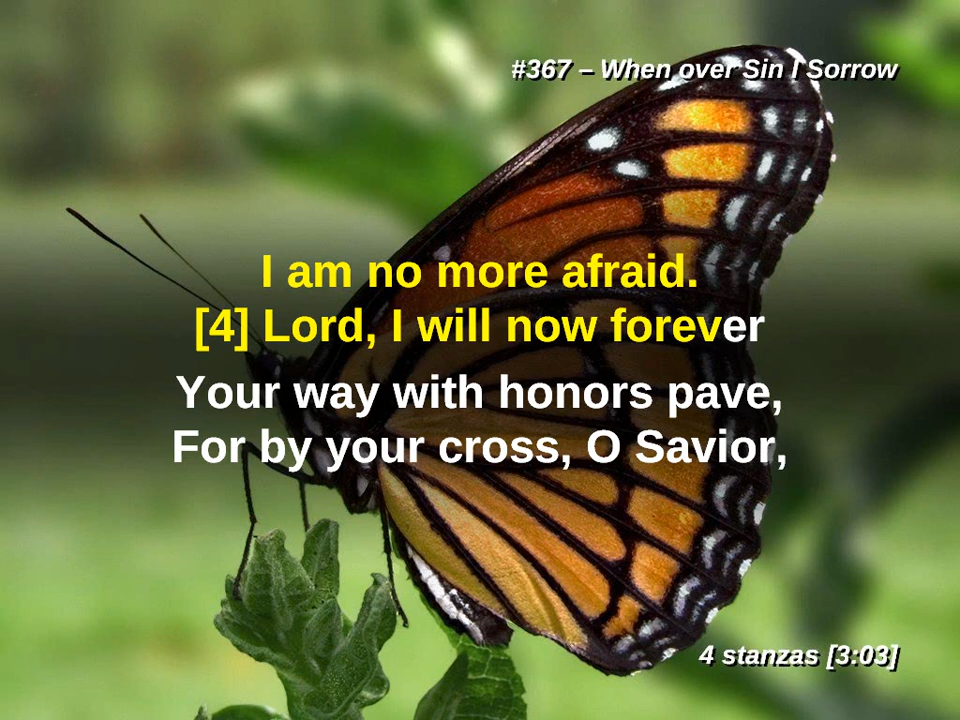 #367 – When over Sin I Sorrow
I am no more afraid.
[4] Lord, I will now forever
Your way with honors pave,
For by your cross, O Savior,
4 stanzas [3:03]